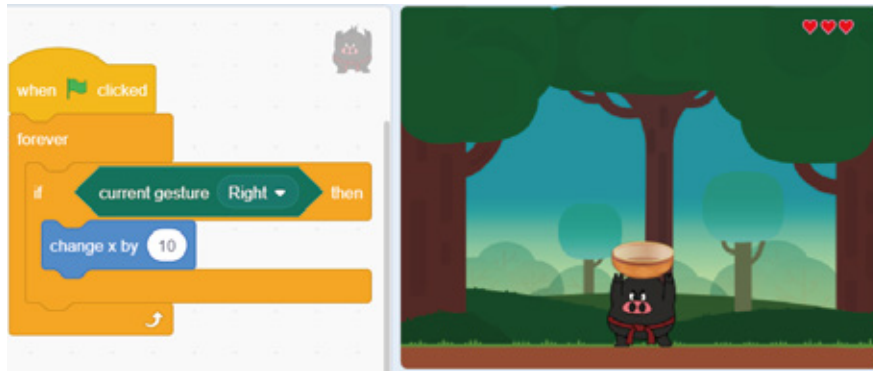 when clicked
forever
if current gesture Right then
change x by 10